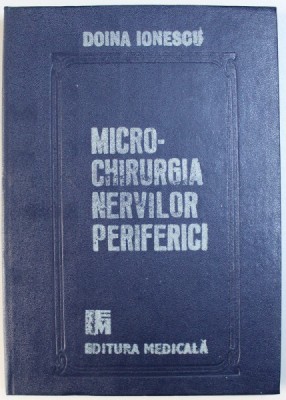 DOINA IONESCU
MICRO-
CHIRURGIA
NERVILOR
PERIFERICI
EM
EDITURA MEDICALĂ